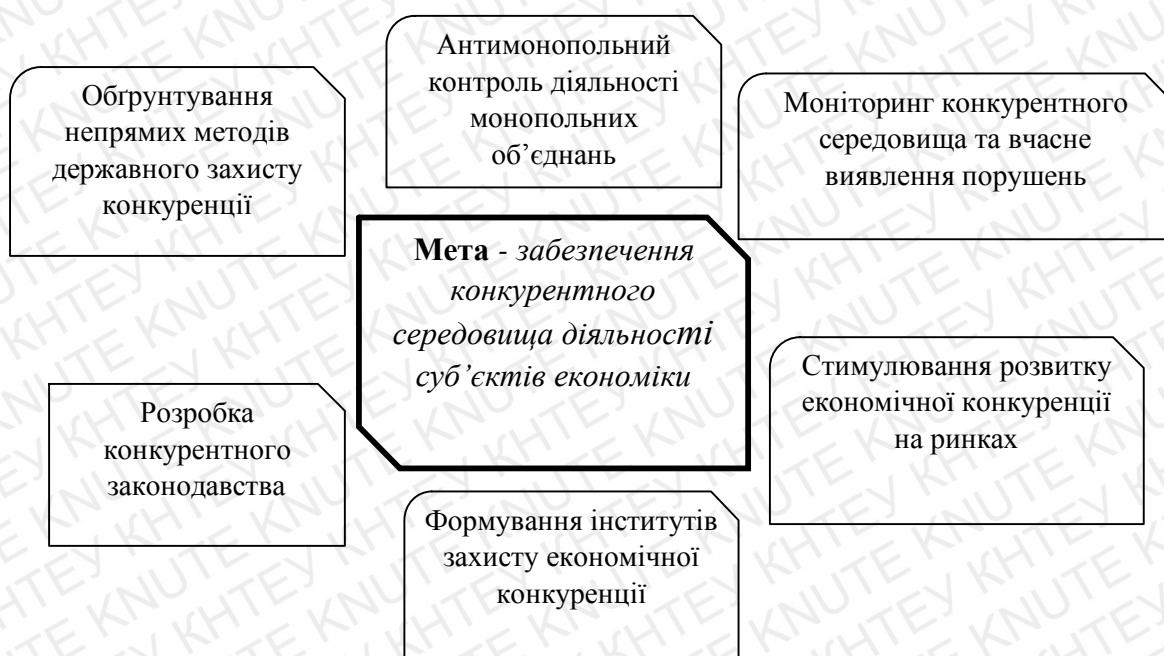 Антимонопольний
контроль діяльності
монопольних
об’єднань
Обґрунтування
непрямих методів
державного захисту
конкуренції
Моніторинг конкурентного
середовища та вчасне
виявлення порушень
Мета - забезпечення
конкурентного
середовища діяльності
суб’єктів економіки
Розробка
конкурентного
законодавства
Стимулювання розвитку
економічної конкуренції
на ринках
Формування інститутів
захисту економічної
конкуренції